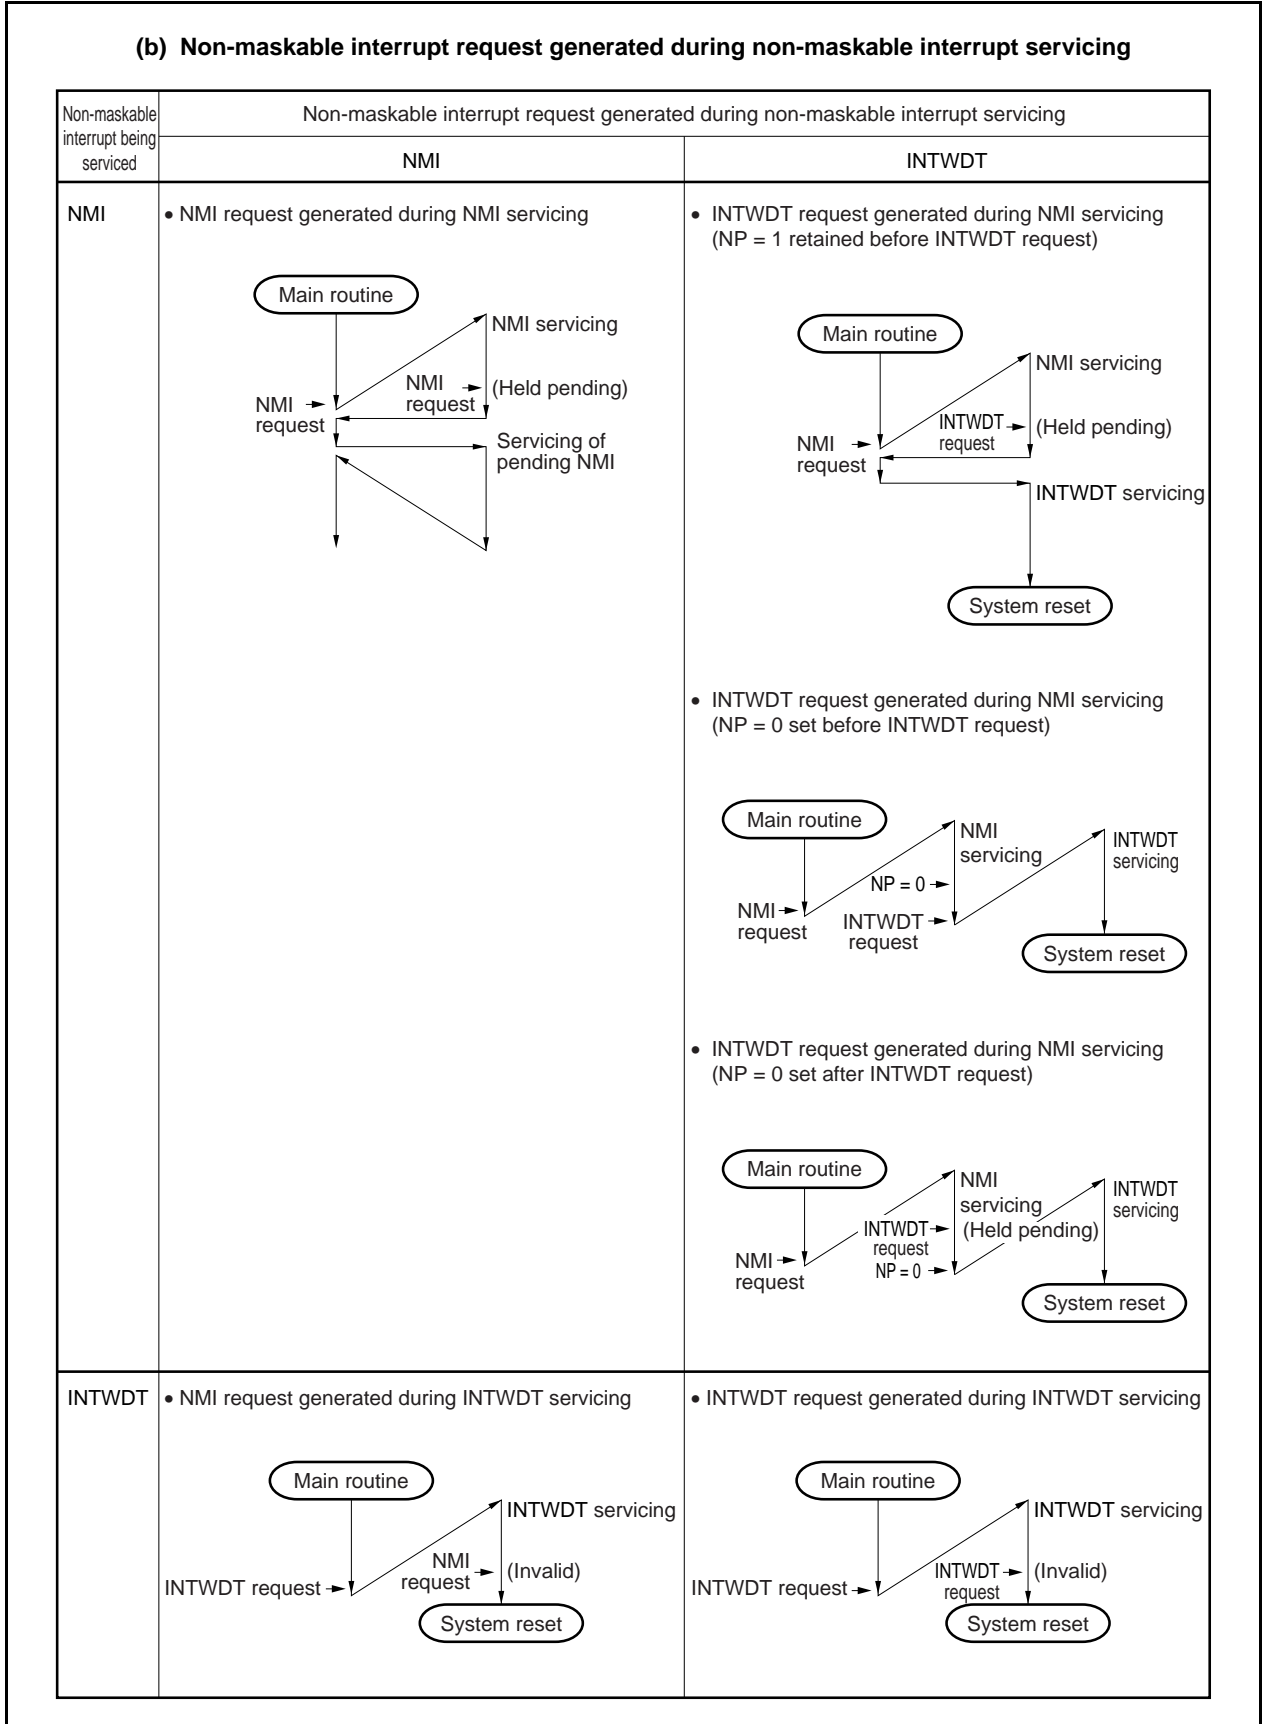 (b) Non-maskable interrupt request generated during non-maskable interrupt servicing
Non-maskable
interrupt being
serviced
Non-maskable interrupt request generated during non-maskable interrupt servicing
NMI
INTWDT
NMI
• NMI request generated during NMI servicing
Main routine
NMI servicing
NMI
request
(Held pending)
NMI
request
Servicing of
pending NMI
• INTWDT request generated during NMI servicing
(NP = 1 retained before INTWDT request)
Main routine
NMI servicing
INTWDT
request
(Held pending)
NMI
request
INTWDT servicing
System reset
• INTWDT request generated during NMI servicing
(NP = 0 set before INTWDT request)
Main routine
NMI
servicing
INTWDT
servicing
NP = 0
NMI
request
INTWDT
request
System reset
• INTWDT request generated during NMI servicing
(NP = 0 set after INTWDT request)
Main routine
NMI
servicing
(Held pending)
INTWDT
servicing
INTWDT
request
NP = 0
NMI
request
System reset
INTWDT
• NMI request generated during INTWDT servicing
Main routine
INTWDT servicing
NMI
request
(Invalid)
INTWDT request
System reset
• INTWDT request generated during INTWDT servicing
Main routine
INTWDT servicing
INTWDT
request
(Invalid)
INTWDT request
System reset